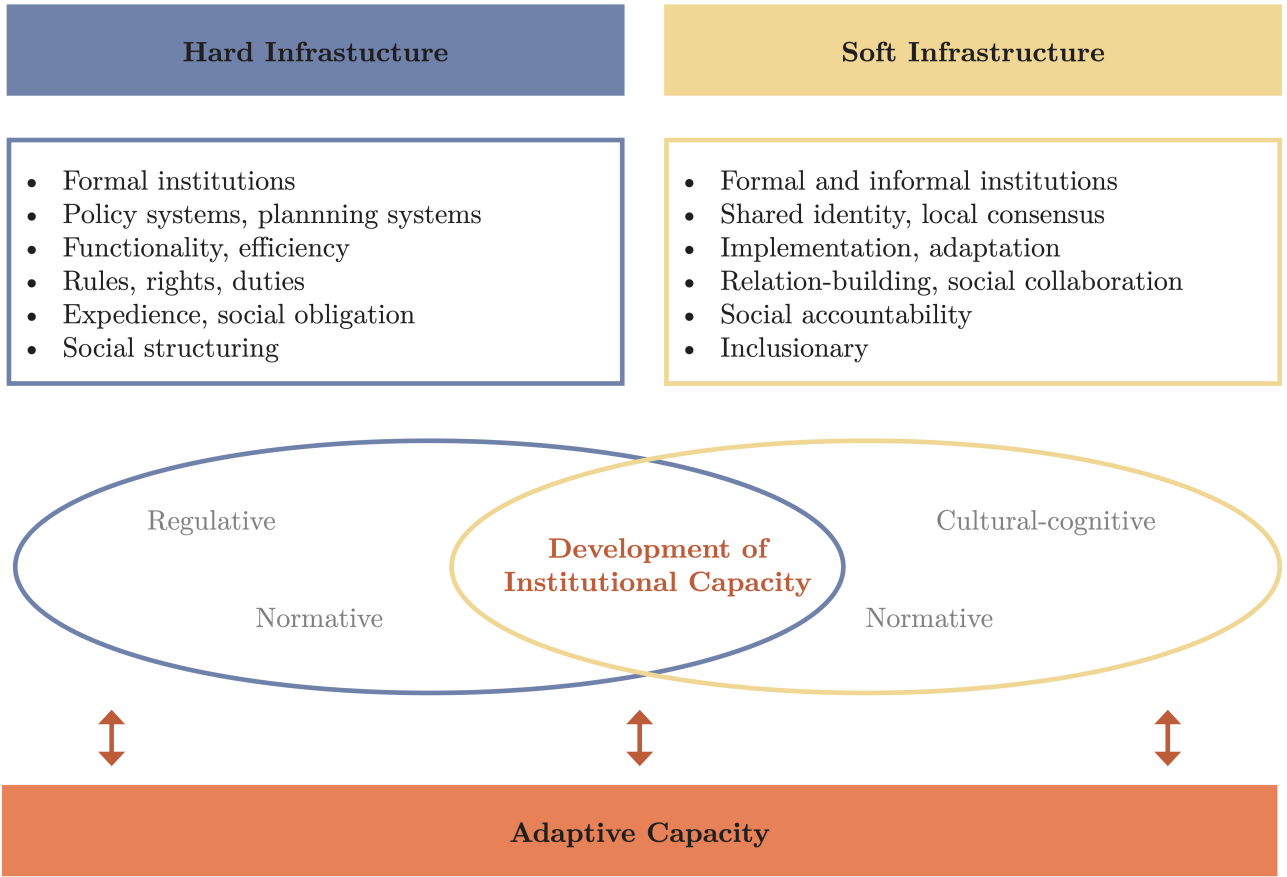 Hard Infrastucture
Soft Infrastructure
• Formal institutions
• Policy systems, plannning systems
• Functionality, efficiency
• Rules, rights, duties
• Expedience, social obligation
• Social structuring
• Formal and informal institutions
• Shared identity, local consensus
• Implementation, adaptation
• Relation-building, social collaboration
• Social accountability
• Inclusionary
Regulative
Normative
Development of
Institutional Capacity
Cultural-cognitive
Normative
Adaptive Capacity